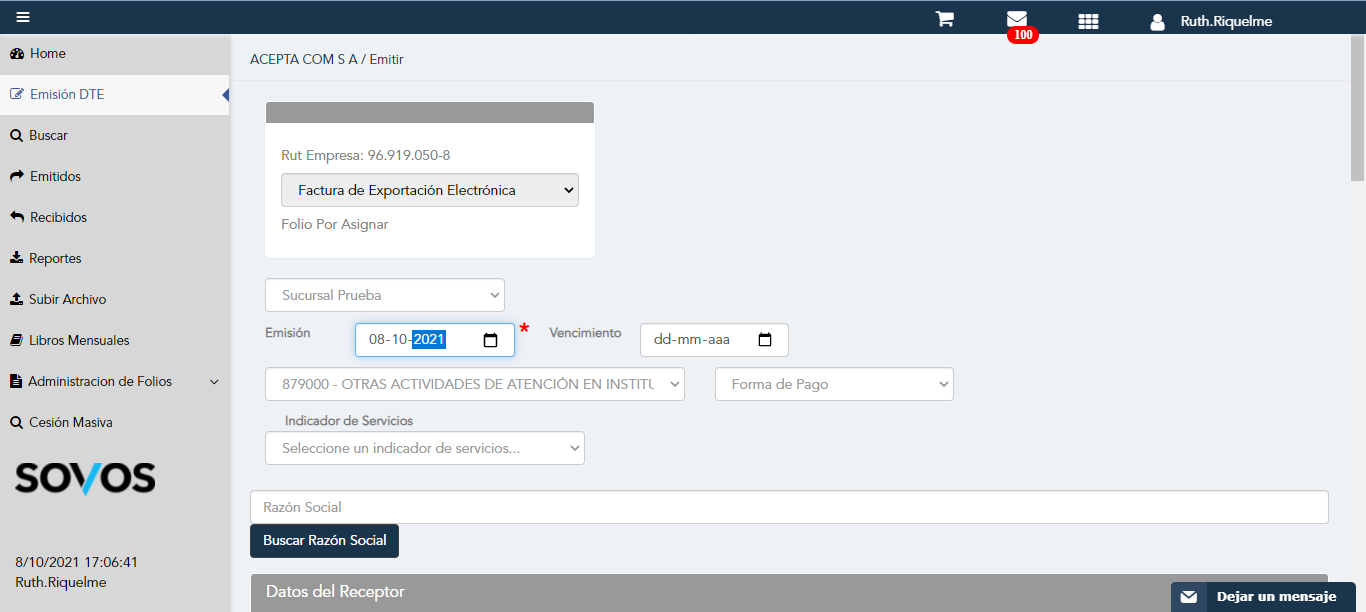 Ruth.Riquelme
100
Home
Emisión DTE
Buscar
Emitidos
Recibidos
Reportes
Subir Archivo
Libros Mensuales
Administracion de Folios
Cesión Masiva
SOVOS
8/10/2021 17:06:41
Ruth.Riquelme
ACEPTA COM S A / Emitir
Rut Empresa: 96.919.050-8
Factura de Exportación Electrónica
Folio Por Asignar
Sucursal Prueba
Emisión 08-10-2021 * Vencimiento dd-mm-aaa
879000 - OTRAS ACTIVIDADES DE ATENCIÓN EN INSTITU Forma de Pago
Indicador de Servicios
Seleccione un indicador de servicios...
Razón Social
Buscar Razón Social
Datos del Receptor
Dejar un mensaje